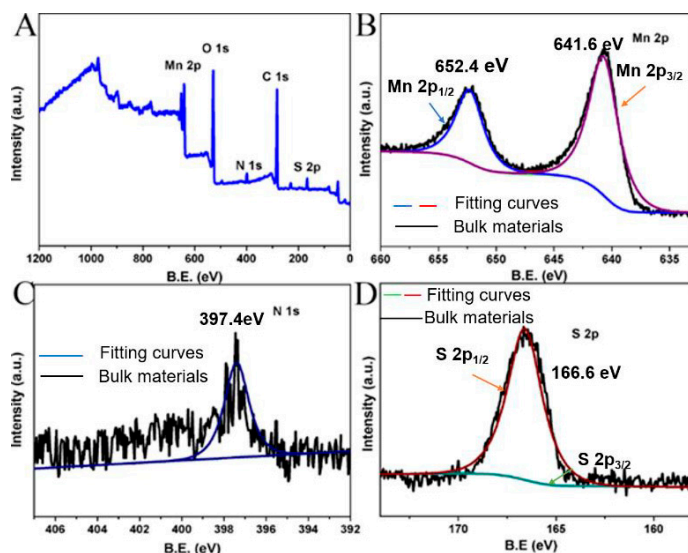 A
Intensity (a.u.)
Mn 2p
O 1s
C 1s
N 1s
S 2p
1200 1000 800 600 400 200 0
B.E. (eV)
B
Intensity (a.u.)
652.4 eV
641.6 eV
Mn 2p
Mn 2p1/2
Mn 2p3/2
Fitting curves
Bulk materials
660 655 650 645 640 635
B.E. (eV)
C
Intensity (a.u.)
397.4eV
N 1s
Fitting curves
Bulk materials
406 404 402 400 398 396 394 392
B.E. (eV)
D
Intensity (a.u.)
Fitting curves
Bulk materials
S 2p
S 2p1/2
166.6 eV
S 2p3/2
170 165 160
B.E (eV)